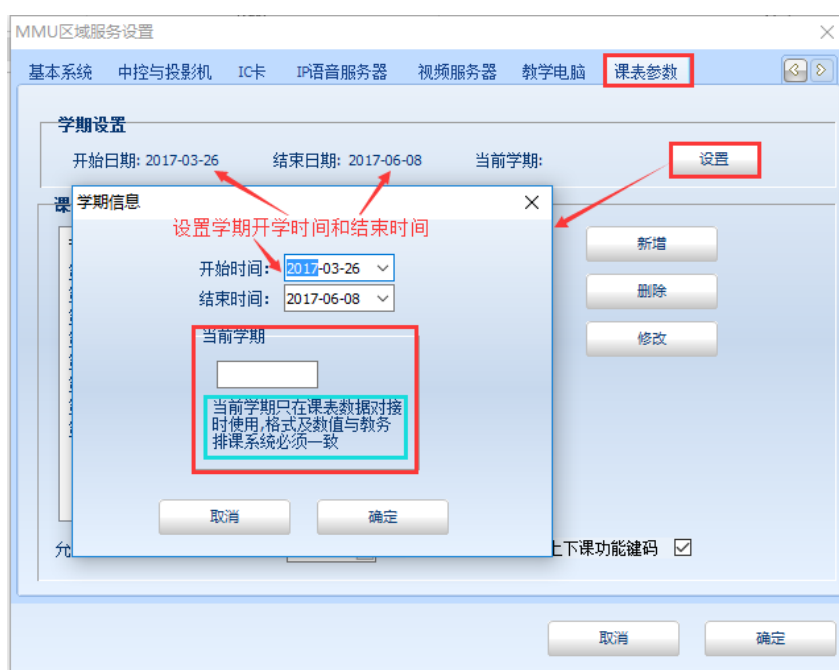 MMU区域服务设置
基本系统 中控与投影机 IC卡 IP语音服务器 视频服务器 教学电脑 课表参数
学期设置
开始日期: 2017-03-26 结束日期: 2017-06-08 当前学期: 设置
课
学期信息
设置学期开学时间和结束时间
开始时间: 2017-03-26
结束时间: 2017-06-08
当前学期
当前学期只在课表数据对接
时使用,格式及数值与教务
排课系统必须一致
取消 确定
新增
删除
修改
允
上下课功能键码
取消 确定